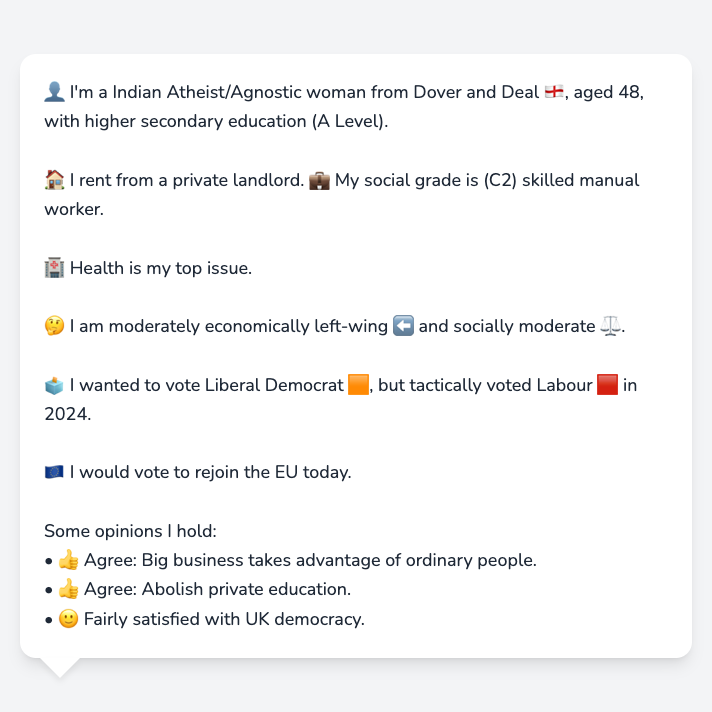 👤 I'm a Indian Atheist/Agnostic woman from Dover and Deal 🏴󠁧󠁢󠁥󠁮󠁧󠁿, aged 48,
with higher secondary education (A Level).
🏠 I rent from a private landlord. 💼 My social grade is (C2) skilled manual
worker.
🏥 Health is my top issue.
🤔 I am moderately economically left-wing ⬅️ and socially moderate ⚖️.
🗳️ I wanted to vote Liberal Democrat 🟧, but tactically voted Labour 🟥 in
2024.
🇪🇺 I would vote to rejoin the EU today.
Some opinions I hold:
• 👍 Agree: Big business takes advantage of ordinary people.
• 👍 Agree: Abolish private education.
• 🙂 Fairly satisfied with UK democracy.